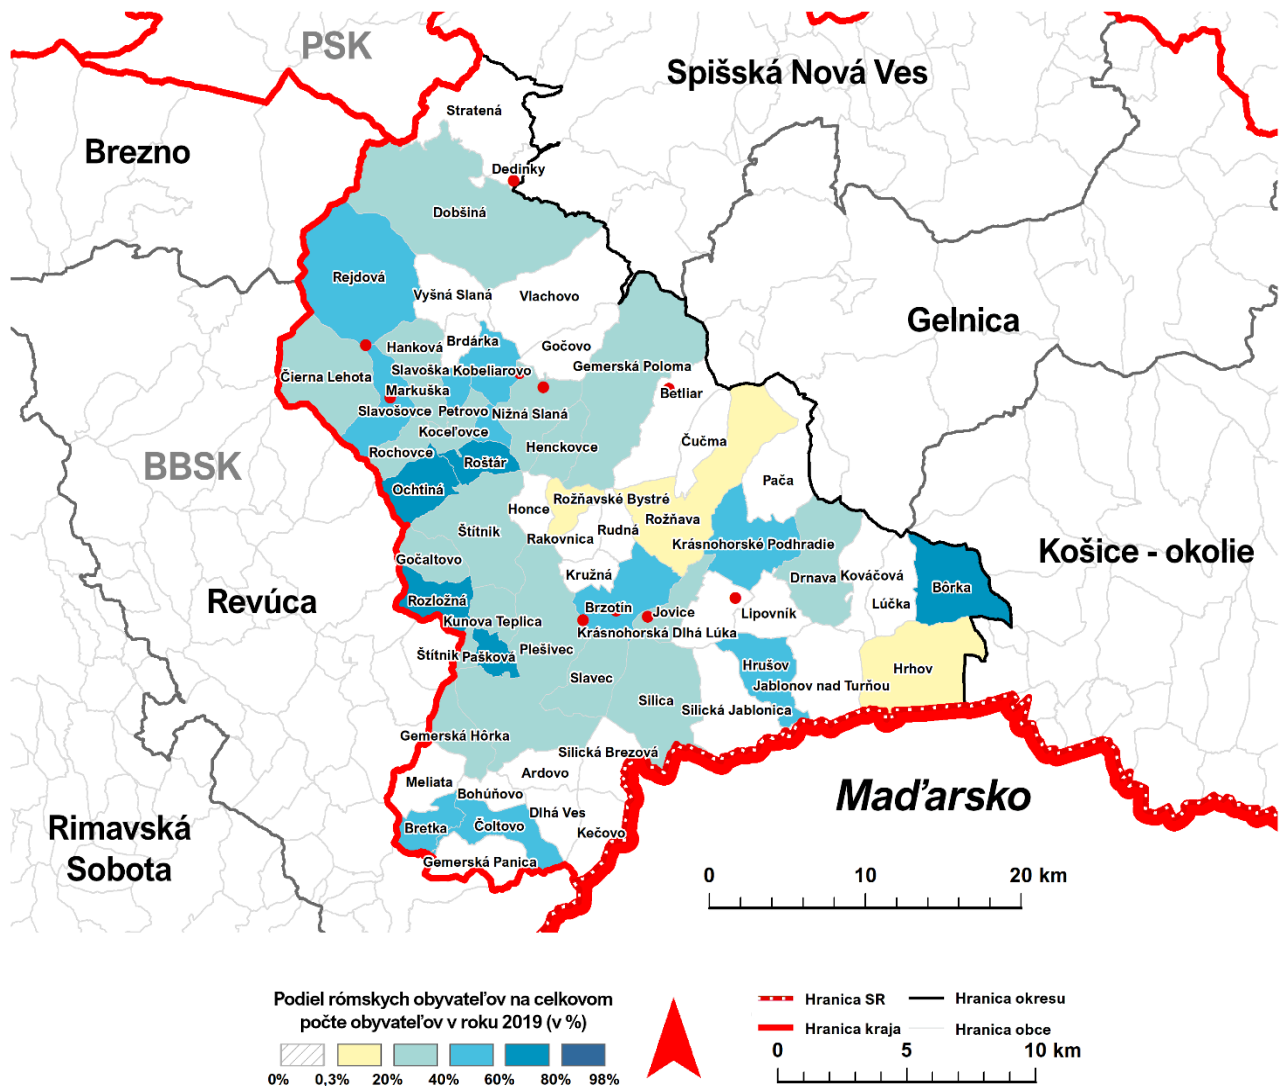 PSK
Spišská Nová Ves
Stratená
Brezno
Dedinky
Dobšiná
Rejdová
Vyšná Slaná
Vlachovo
Gelnica
Brdárka
Hanková
Gočovo
Gemerská Poloma
Slavoška
Kobeliarovo
Čierna Lehota
Markuška
Betliar
Slavošovce
Petrovo
Nižná Slaná
Koceľovce
Čučma
Henckovce
Rochovce
Roštár
BBSK
Pača
Ochtiná
Rožňavské Bystré
Honce
Rožňava
Štítnik
Rudná
Rakovnica
Krásnohorské Podhradie
Košice - okolie
Gočaltovo
Kružná
Drnava
Kováčová
Bôrka
Rozložná
Revúca
Brzotín
Jovice
Lúčka
Lipovník
Kunova Teplica
Krásnohorská Dlhá Lúka
Plešivec
Štítnik
Pašková
Hrušov
Hrhov
Slavec
Jablonov nad Turňou
Silica
Silická Jablonica
Gemerská Hôrka
Silická Brezová
Ardovo
Meliata
Bohúňovo
Maďarsko
Dlhá Ves
Bretka
Čoltovo
Kečovo
Rimavská
Sobota
Gemerská Panica
0 10 20 km
Podiel rómskych obyvateľov na celkovom
počte obyvateľov v roku 2019 (v %)
0% 0,3% 20% 40% 60% 80% 98%
Hranica SR
Hranica okresu
Hranica kraja
Hranica obce
0 5 10 km